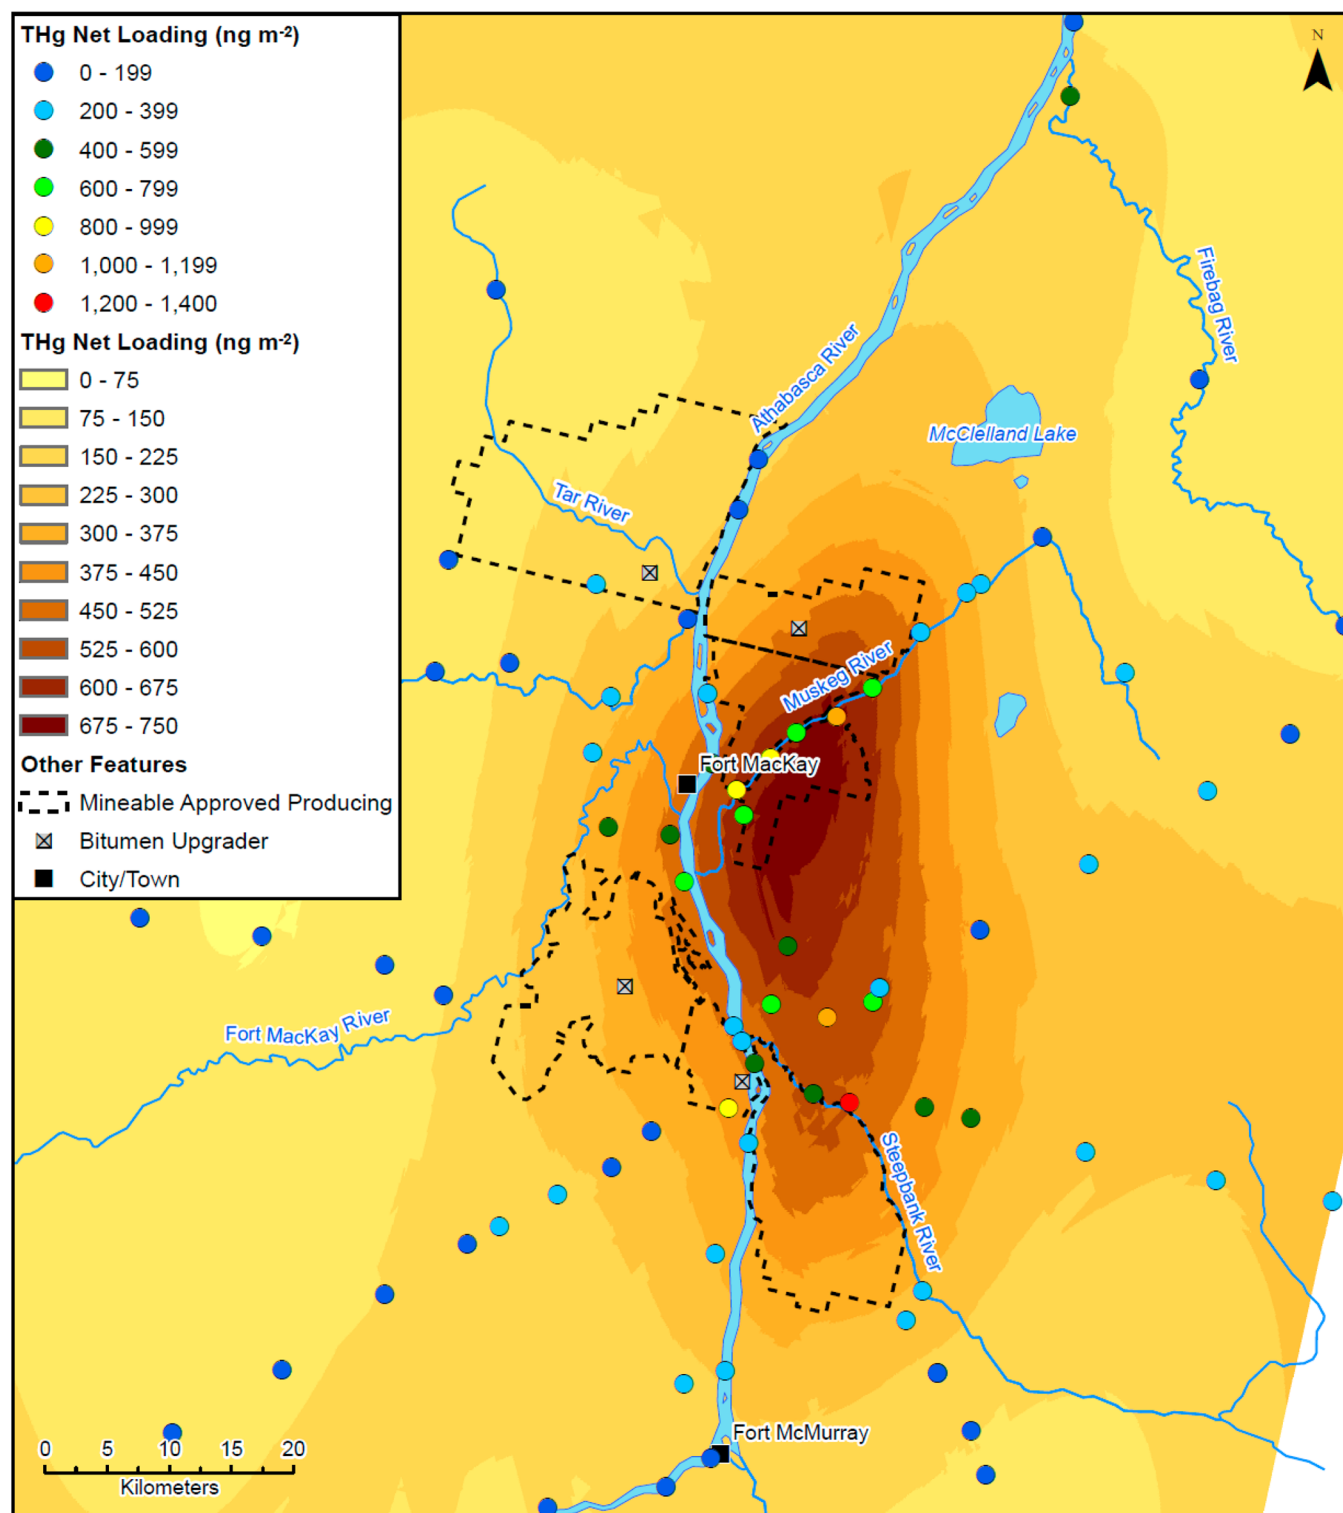 THg Net Loading (ng m-2)
0 - 199
200 - 399
400 - 599
600 - 799
800 - 999
1,000 - 1,199
1,200 - 1,400
THg Net Loading (ng m-2)
0 - 75
75 - 150
150 - 225
225 - 300
300 - 375
375 - 450
450 - 525
525 - 600
600 - 675
675 - 750
Other Features
Mineable Approved Producing
Bitumen Upgrader
City/Town
N
Firebag River
Athabasca River
McClelland Lake
Tar River
Muskeg River
Fort MacKay
Fort MacKay River
Steepbank River
Fort McMurray
0 5 10 15 20
Kilometers